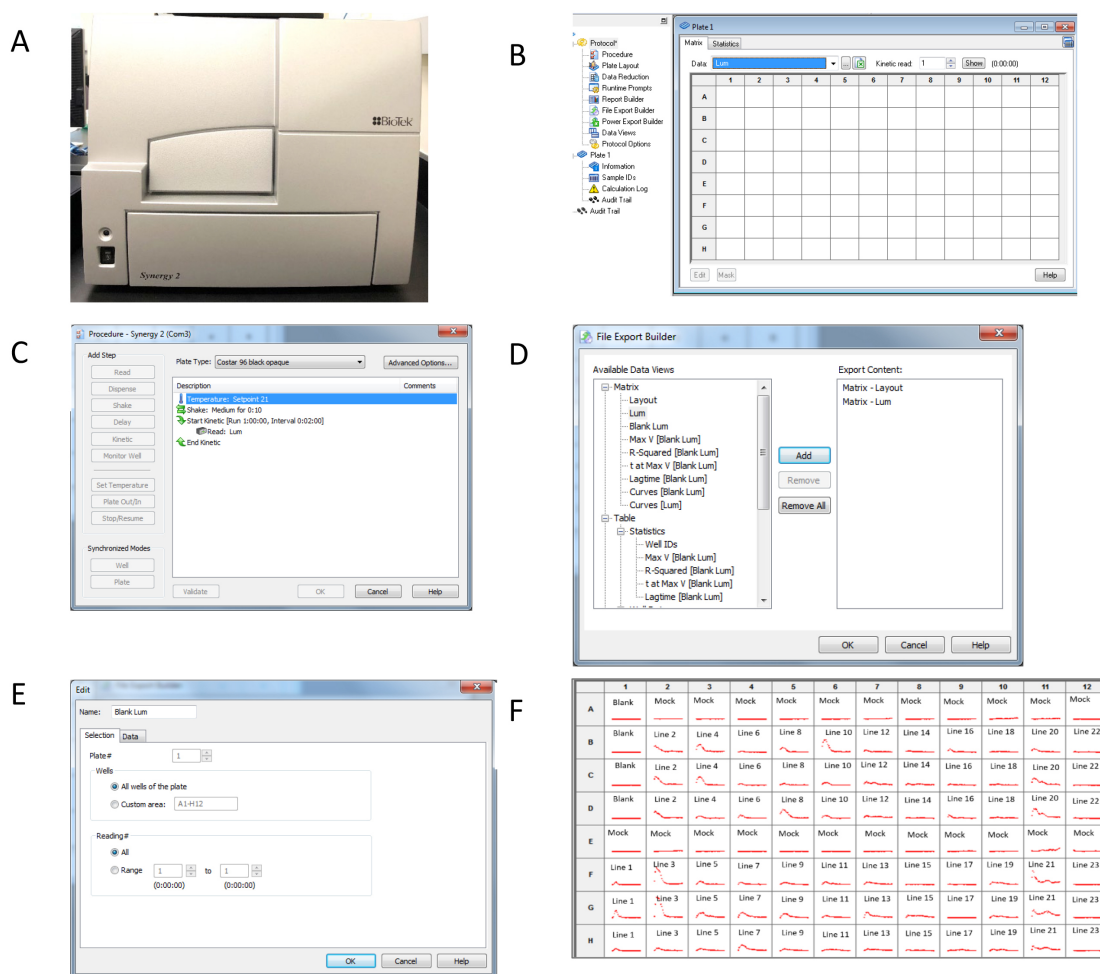 A
BioTek
Synergy 2
B
Protocol*
Procedure
Plate Layout
Data Reduction
Runtime Prompts
Report Builder
File Export Builder
Power Export Builder
Data Views
Protocol Options
Plate 1
Information
Sample IDs
Calculation Log
Audit Trail
Audit Trail
Plate 1
Matrix Statistics
Data: Lum ... Kinetic read: 1 Show (0:00:00)
1 2 3 4 5 6 7 8 9 10 11 12
A
B
C
D
E
F
G
H
Edit Mask Help
C
Procedure - Synergy 2 (Com3)
Add Step
Read
Dispense
Shake
Delay
Kinetic
Monitor Well
Set Temperature
Plate Out/In
Stop/Resume
Synchronized Modes
Well
Plate
Plate Type: Costar 96 black opaque Advanced Options...
Description Comments
Temperature: Setpoint 21
Shake: Medium for 0:10
Start Kinetic [Run 1:00:00, Interval 0:02:00]
Read: Lum
End Kinetic
Validate OK Cancel Help
D
File Export Builder
Available Data Views
Matrix
Layout
Lum
Blank Lum
Max V [Blank Lum]
R-Squared [Blank Lum]
t at Max V [Blank Lum]
Lagtime [Blank Lum]
Curves [Blank Lum]
Curves [Lum]
Table
Statistics
Well IDs
Max V [Blank Lum]
R-Squared [Blank Lum]
t at Max V [Blank Lum]
Lagtime [Blank Lum]
Add
Remove
Remove All
Export Content:
Matrix - Layout
Matrix - Lum
OK Cancel Help
E
Edit
Name: Blank Lum
Selection Data
Plate# 1
Wells
All wells of the plate
Custom area: A1-H12
Reading#
All
Range 1 to 1
(0:00:00) (0:00:00)
OK Cancel Help
F
1 2 3 4 5 6 7 8 9 10 11 12
A Blank Mock Mock Mock Mock Mock Mock Mock Mock Mock Mock Mock
B Blank Line 2 Line 4 Line 6 Line 8 Line 10 Line 12 Line 14 Line 16 Line 18 Line 20 Line 22
C Blank Line 2 Line 4 Line 6 Line 8 Line 10 Line 12 Line 14 Line 16 Line 18 Line 20 Line 22
D Blank Line 2 Line 4 Line 6 Line 8 Line 10 Line 12 Line 14 Line 16 Line 18 Line 20 Line 22
E Mock Mock Mock Mock Mock Mock Mock Mock Mock Mock Mock Mock
F Line 1 Line 3 Line 5 Line 7 Line 9 Line 11 Line 13 Line 15 Line 17 Line 19 Line 21 Line 23
G Line 1 Line 3 Line 5 Line 7 Line 9 Line 11 Line 13 Line 15 Line 17 Line 19 Line 21 Line 23
H Line 1 Line 3 Line 5 Line 7 Line 9 Line 11 Line 13 Line 15 Line 17 Line 19 Line 21 Line 23